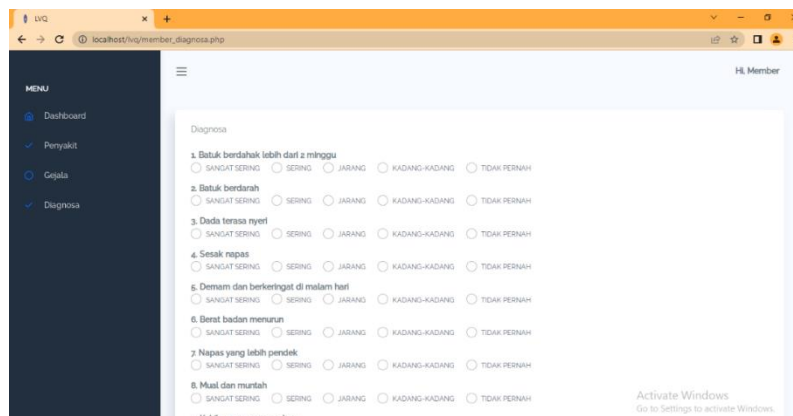 LVQ
localhost/lvq/member_diagnosa.php
Hi, Member
MENU
Dashboard
Penyakit
Gejala
Diagnosa
Diagnosa
1. Batuk berdahak lebih dari 2 minggu
SANGAT SERING SERING JARANG KADANG-KADANG TIDAK PERNAH
2. Batuk berdarah
SANGAT SERING SERING JARANG KADANG-KADANG TIDAK PERNAH
3. Dada terasa nyeri
SANGAT SERING SERING JARANG KADANG-KADANG TIDAK PERNAH
4. Sesak napas
SANGAT SERING SERING JARANG KADANG-KADANG TIDAK PERNAH
5. Demam dan berkeringat di malam hari
SANGAT SERING SERING JARANG KADANG-KADANG TIDAK PERNAH
6. Berat badan menurun
SANGAT SERING SERING JARANG KADANG-KADANG TIDAK PERNAH
7. Napas yang lebih pendek
SANGAT SERING SERING JARANG KADANG-KADANG TIDAK PERNAH
8. Mual dan muntah
SANGAT SERING SERING JARANG KADANG-KADANG TIDAK PERNAH
Activate Windows
Go to Settings to activate Windows.